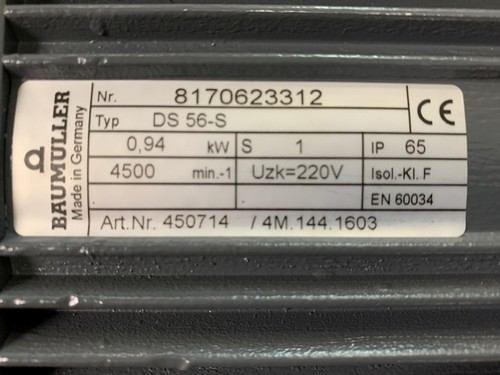 BAUMULLER
Made in Germany
Nr. 8170623312
Typ DS 56-S
0,94 kW S 1 IP 65
4500 min.-1 Uzk=220V Isol.-Kl. F
EN 60034
Art.Nr. 450714 / 4M.144.1603
CE